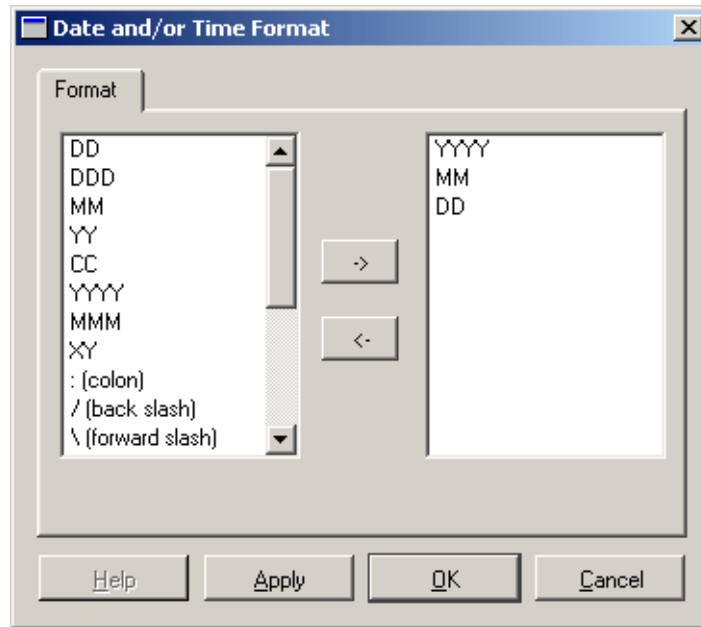 Date and/or Time Format
Format
DD
DDD
MM
YY
CC
YYYY
MMM
XY
: (colon)
/ (back slash)
\ (forward slash)
->
<-
YYYY
MM
DD
Help
Apply
OK
Cancel